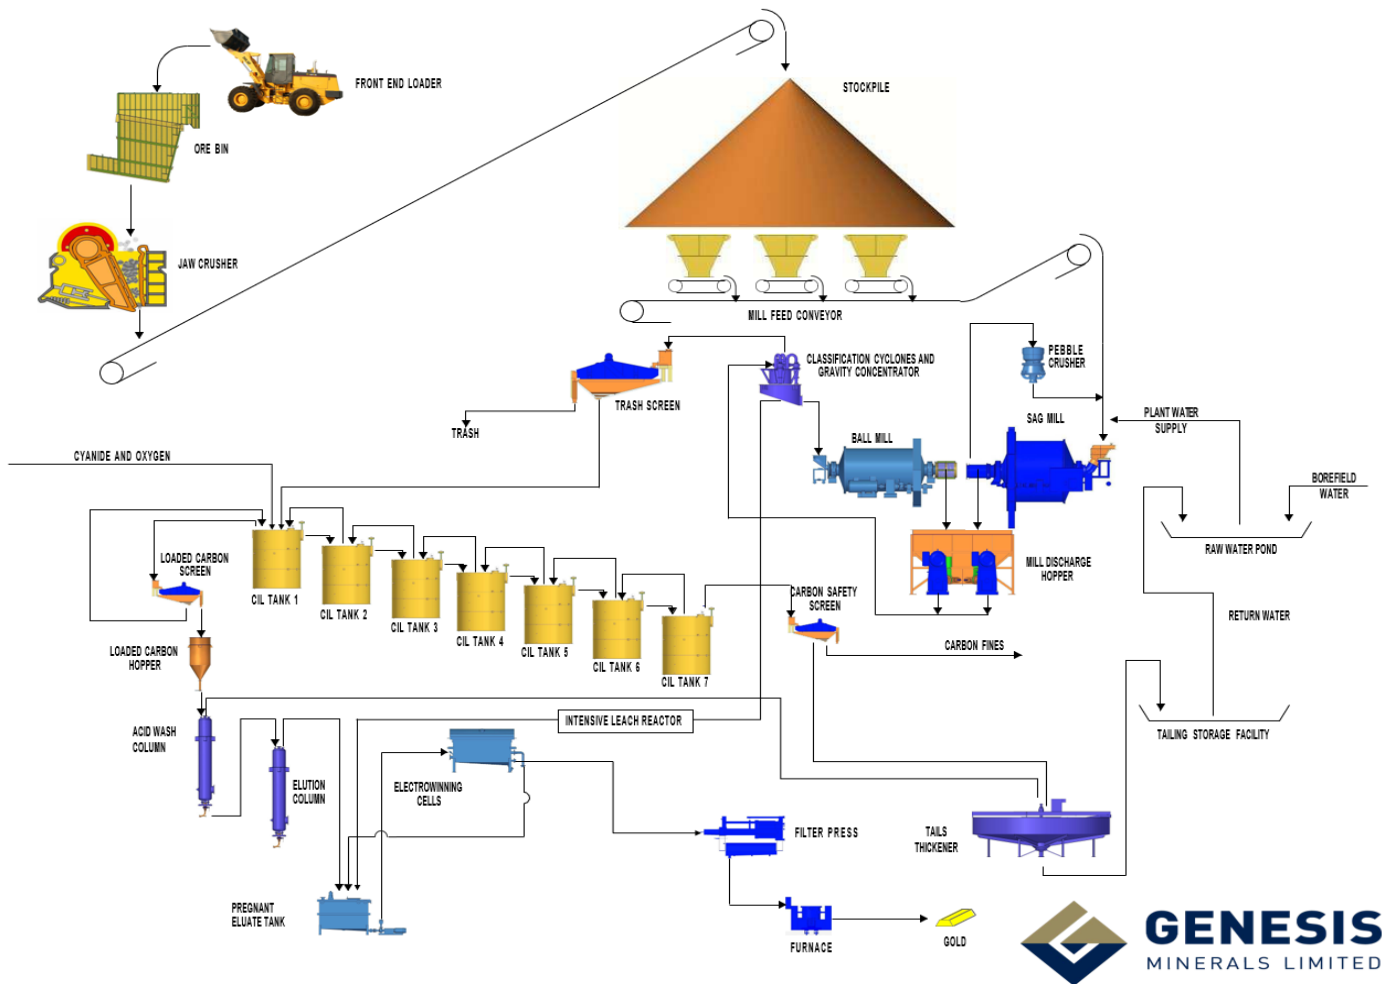 FRONT END LOADER
STOCKPILE
ORE BIN
JAW CRUSHER
MILL FEED CONVEYOR
PEBBLE
CRUSHER
CLASSIFICATION CYCLONES AND
GRAVITY CONCENTRATOR
TRASH SCREEN
TRASH
SAG MILL
PLANT WATER
SUPPLY
BALL MILL
CYANIDE AND OXYGEN
BOREFIELD
WATER
RAW WATER POND
LOADED CARBON
SCREEN
MILL DISCHARGE
HOPPER
CIL TANK 1
CIL TANK 2
CIL TANK 3
CIL TANK 4
CIL TANK 5
CIL TANK 6
CIL TANK 7
CARBON SAFETY
SCREEN
RETURN WATER
CARBON FINES
LOADED CARBON
HOPPER
INTENSIVE LEACH REACTOR
ACID WASH
COLUMN
TAILING STORAGE FACILITY
ELUTION
COLUMN
ELECTROWINNING
CELLS
FILTER PRESS
TAILS
THICKENER
PREGNANT
ELUATE TANK
FURNACE
GOLD
GENESIS
MINERALS LIMITED